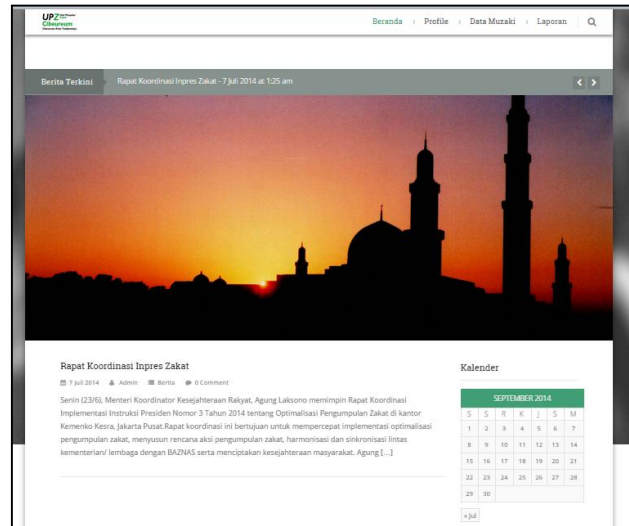 UPZ
Cibeureum
Beranda
Profile
Data Muzaki
Laporan
Berita Terkini
Rapat Koordinasi Inpres Zakat - 7 Juli 2014 at 1:25 am
Rapat Koordinasi Inpres Zakat
7 Juli 2014 Admin Berita 0 Comment
Senin (23/6), Menteri Koordinator Kesejahteraan Rakyat, Agung Laksono memimpin Rapat Koordinasi
Implementasi Instruksi Presiden Nomor 3 Tahun 2014 tentang Optimalisasi Pengumpulan Zakat di kantor
Kemenko Kesra, Jakarta Pusat.Rapat koordinasi ini bertujuan untuk mempercepat implementasi optimalisasi
pengumpulan zakat, menyusun rencana aksi pengumpulan zakat, harmonisasi dan sinkronisasi lintas
kementerian/ lembaga dengan BAZNAS serta menciptakan kesejahteraan masyarakat. Agung [...]
Kalender
SEPTEMBER 2014
S S R K J S M
1 2 3 4 5 6 7
8 9 10 11 12 13 14
15 16 17 18 19 20 21
22 23 24 25 26 27 28
29 30
« Jul